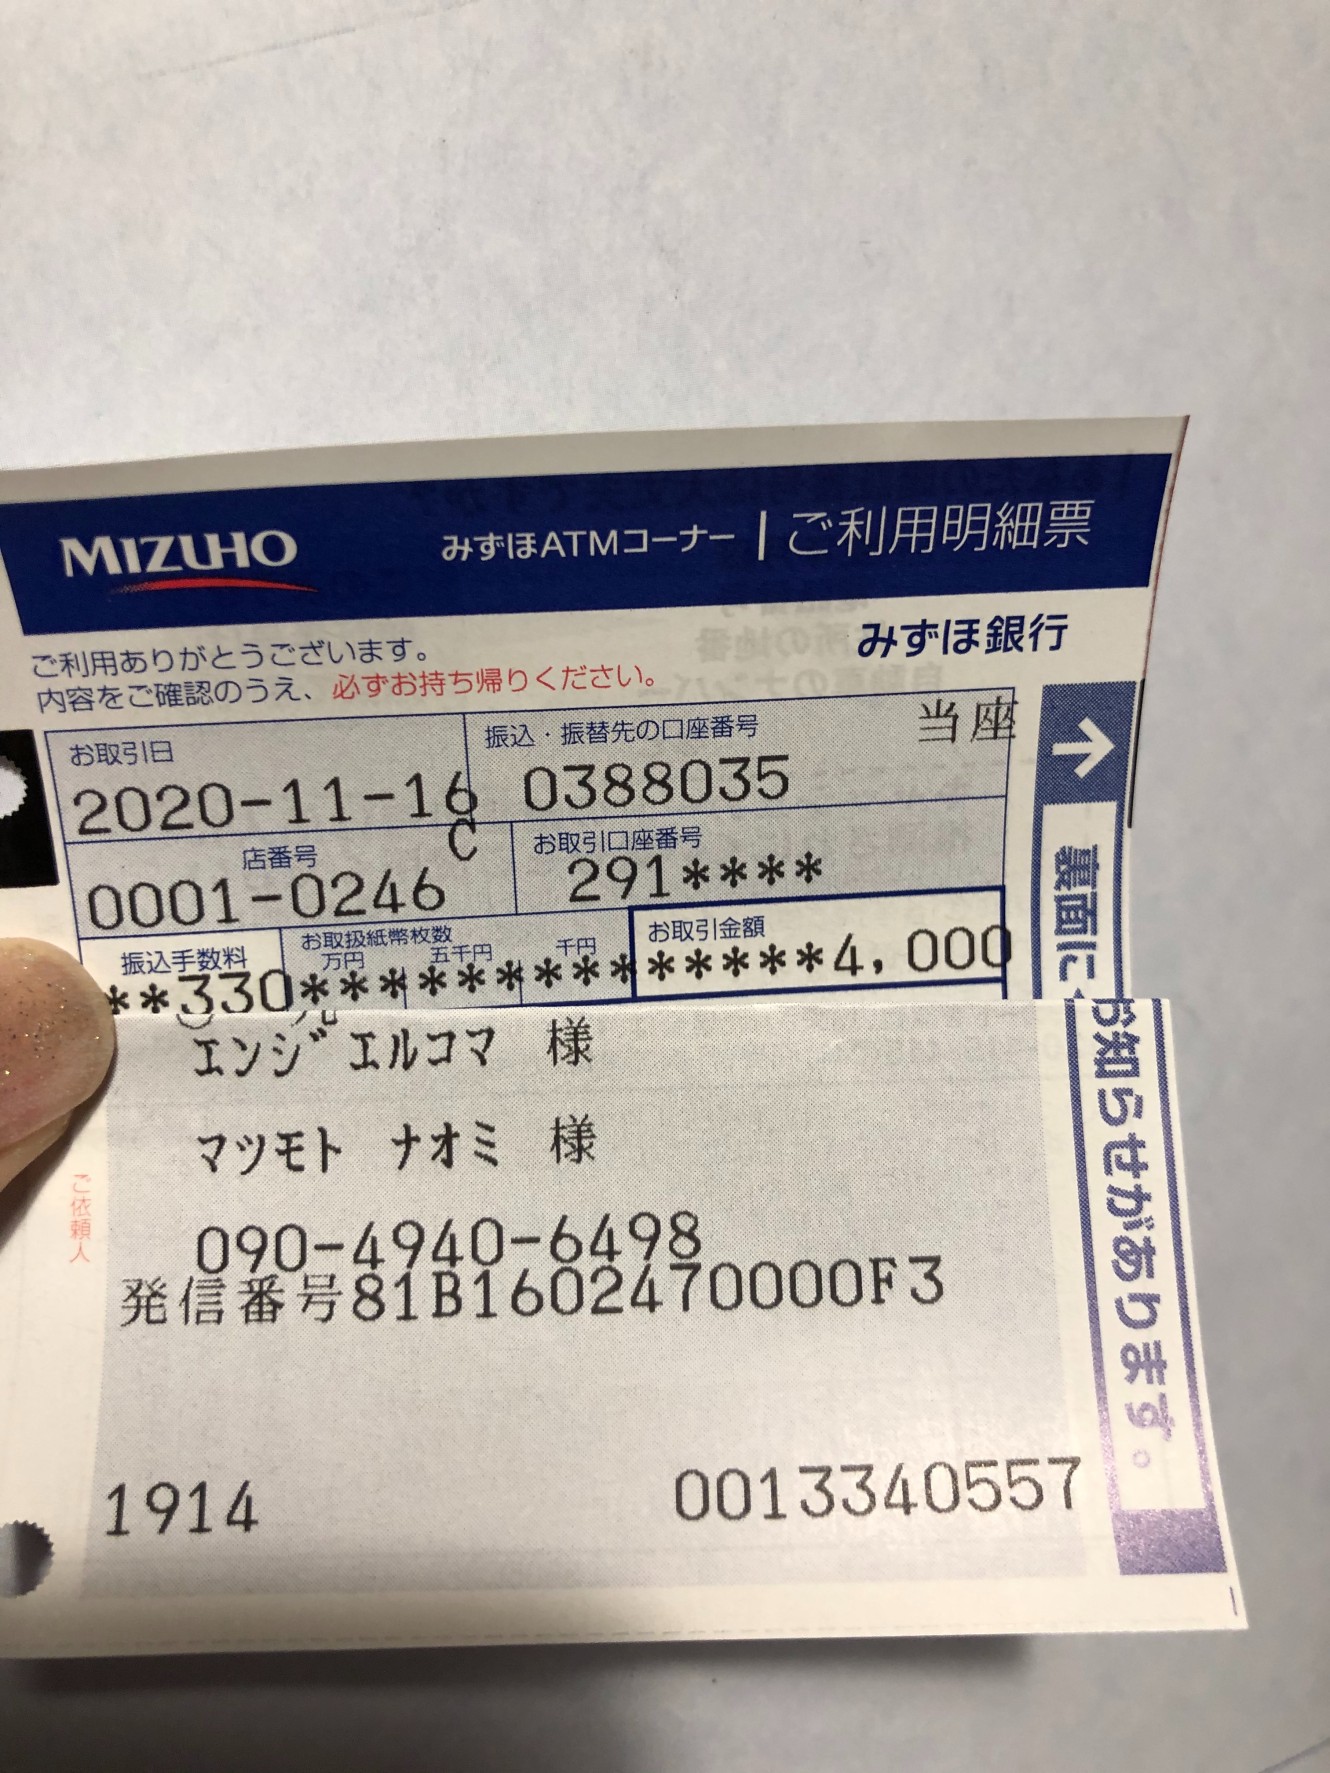 MIZUHO みずほATMコーナー | ご利用明細票
みずほ銀行
ご利用ありがとうございます。
内容をご確認のうえ、必ずお持ち帰りください。
お取引日 振込・振替先の口座番号 当座
2020-11-16 0388035
C
店番号 お取引口座番号
0001-0246 291****
振込手数料 お取扱紙幣枚数 万円 五千円 千円 お取引金額
**330*** *** *** *****4,000
エンジエルコマ 様
マツモト ナオミ 様
ご依頼人
090-4940-6498
発信番号81B1602470000F3
1914 0013340557
裏面に
お知らせがあります。